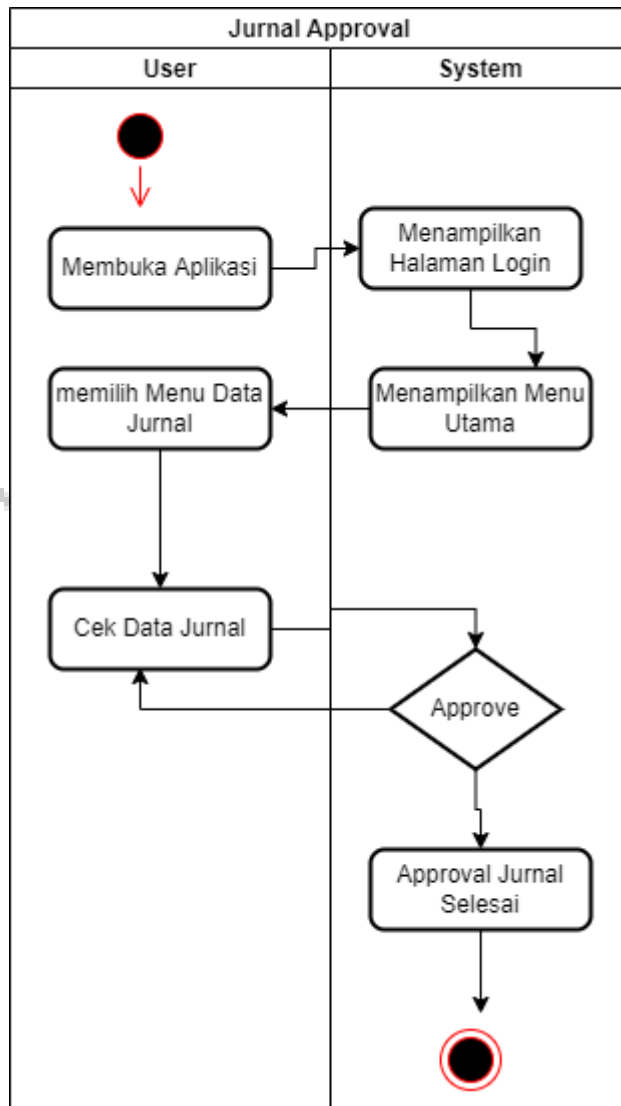 Jurnal Approval
User
System
Membuka Aplikasi
Menampilkan
Halaman Login
memilih Menu Data
Jurnal
Menampilkan Menu
Utama
Cek Data Jurnal
Approve
Approval Jurnal
Selesai